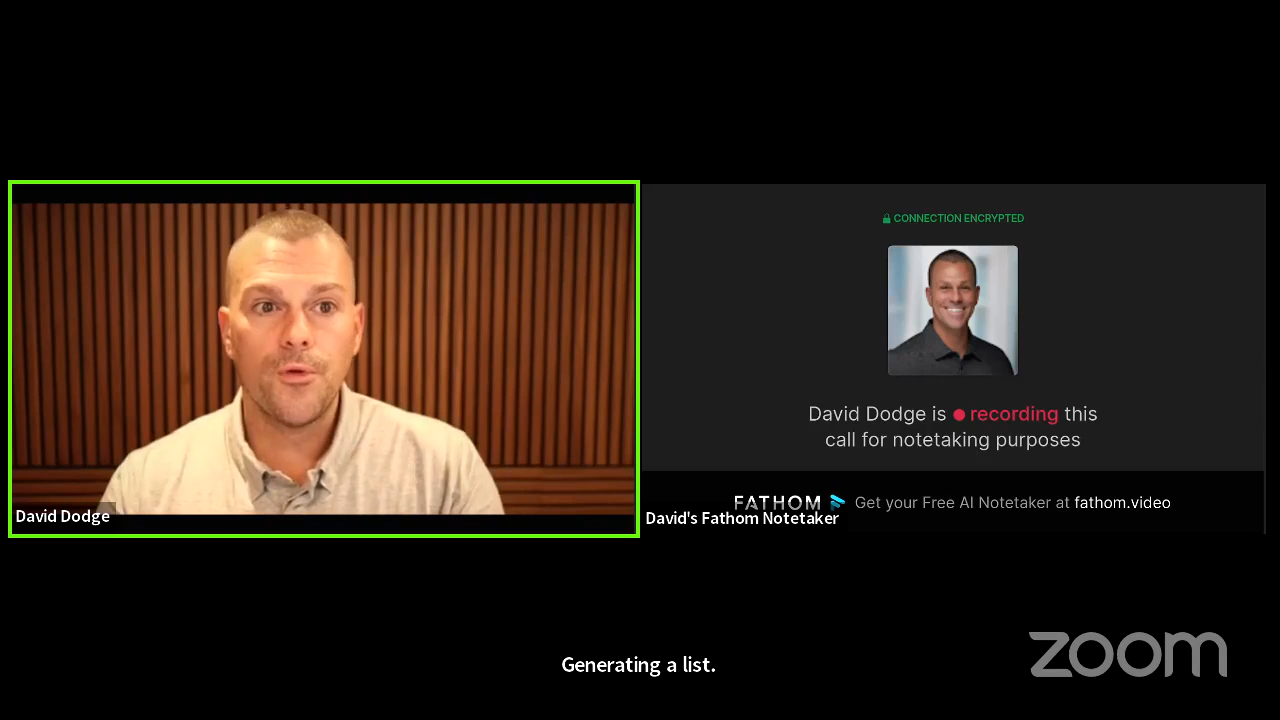 CONNECTION ENCRYPTED
David Dodge is recording this
call for notetaking purposes
FATHOM Get your Free AI Notetaker at fathom.video
David Dodge
David's Fathom Notetaker
Generating a list.
zoom